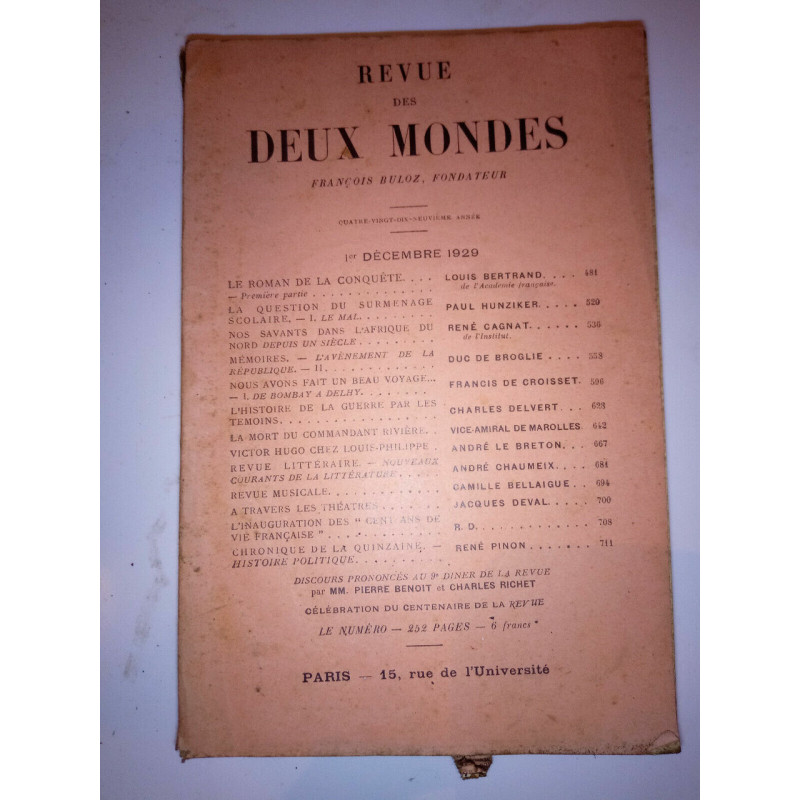 REVUE
DES
DEUX MONDES
FRANÇOIS BULOZ, FONDATEUR
QUATRE-VINGT-DIX-NEUVIÈME ANNÉE
1er DÉCEMBRE 1929
LE ROMAN DE LA CONQUÊTE. . . . LOUIS BERTRAND. . . . 481
— Première partie . . . . . . . . . . . . . . de l'Académie française.
LA QUESTION DU SURMENAGE
SCOLAIRE. — I. LE MAL. . . . . . . . . PAUL HUNZIKER. . . . . 520
NOS SAVANTS DANS L'AFRIQUE DU RENÉ CAGNAT. . . . . . 536
NORD DEPUIS UN SIÈCLE . . . . . . . . . de l'Institut.
MÉMOIRES. — L'AVÈNEMENT DE LA
RÉPUBLIQUE. — II. . . . . . . . . . . . . DUC DE BROGLIE . . . . 558
NOUS AVONS FAIT UN BEAU VOYAGE...
— I. DE BOMBAY A DELHY. . . . . . . . FRANCIS DE CROISSET. 596
L'HISTOIRE DE LA GUERRE PAR LES
TEMOINS. . . . . . . . . . . . . . . . . CHARLES DELVERT. . . 623
LA MORT DU COMMANDANT RIVIÈRE. . VICE-AMIRAL DE MAROLLES 642
VICTOR HUGO CHEZ LOUIS-PHILIPPE . ANDRÉ LE BRETON. . . 667
REVUE LITTÉRAIRE. — NOUVEAUX
COURANTS DE LA LITTÉRATURE . . . . ANDRÉ CHAUMEIX. . . . 681
REVUE MUSICALE. . . . . . . . . . . . . CAMILLE BELLAIGUE . . 694
A TRAVERS LES THÉATRES . . . . . . . JACQUES DEVAL. . . . . 700
L'INAUGURATION DES " CENT ANS DE
VIE FRANÇAISE " . . . . . . . . . . . . . R. D. . . . . . . . . . . . . . 708
CHRONIQUE DE LA QUINZAINE. —
HISTOIRE POLITIQUE. . . . . . . . . . . RENÉ PINON . . . . . . . 711
DISCOURS PRONONCÉS AU 9e DINER DE LA REVUE
par MM. PIERRE BENOIT et CHARLES RICHET
CÉLÉBRATION DU CENTENAIRE DE LA REVUE
LE NUMÉRO — 252 PAGES — 6 francs
PARIS — 15, rue de l'Université